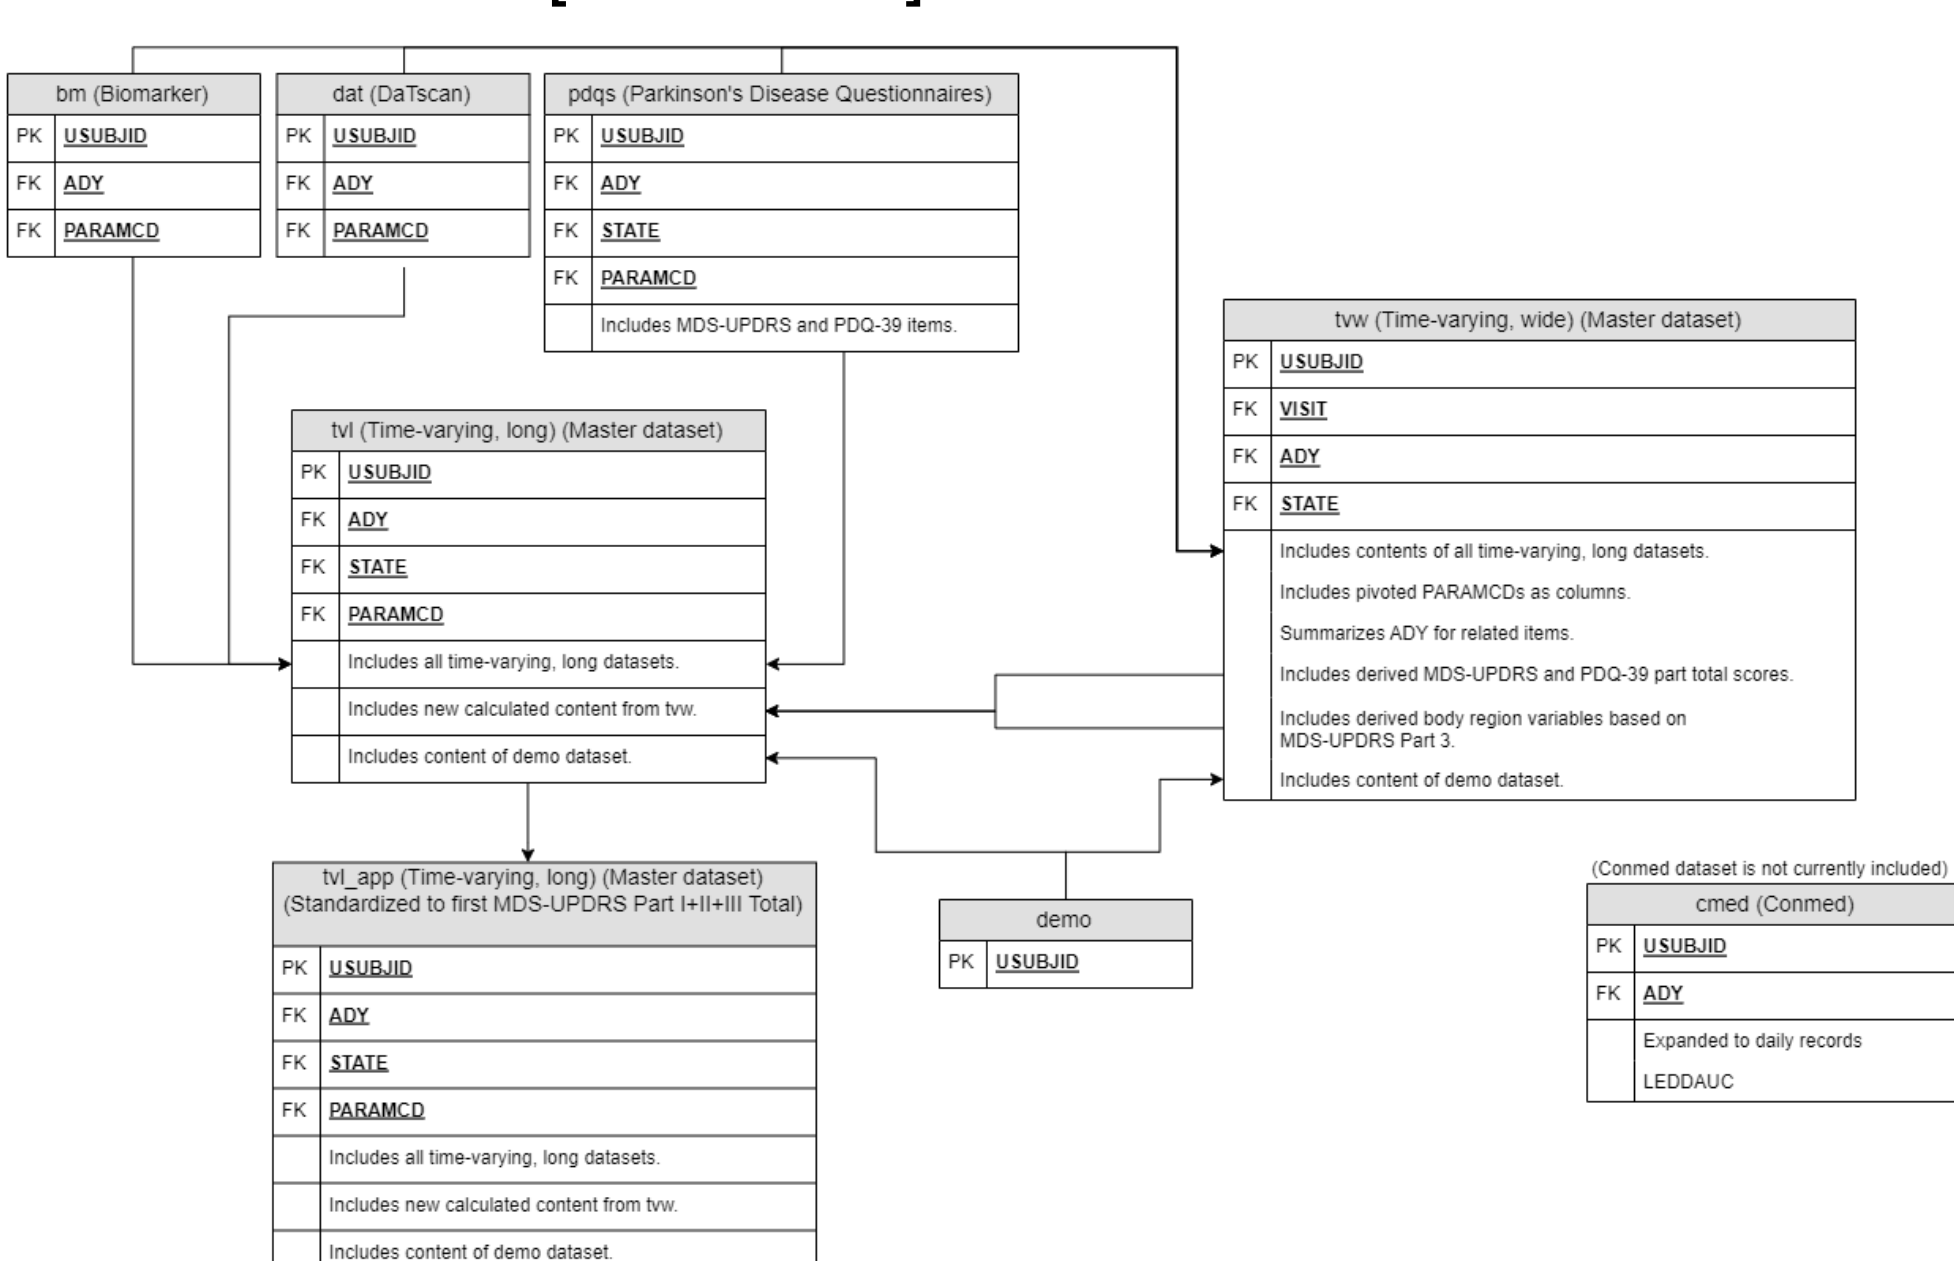 bm (Biomarker)
PK USUBJID
FK ADY
FK PARAMCD
dat (DaTscan)
PK USUBJID
FK ADY
FK PARAMCD
pdqs (Parkinson's Disease Questionnaires)
PK USUBJID
FK ADY
FK STATE
FK PARAMCD
Includes MDS-UPDRS and PDQ-39 items.
tvw (Time-varying, wide) (Master dataset)
PK USUBJID
FK VISIT
FK ADY
FK STATE
Includes contents of all time-varying, long datasets.
Includes pivoted PARAMCDs as columns.
Summarizes ADY for related items.
Includes derived MDS-UPDRS and PDQ-39 part total scores.
Includes derived body region variables based on
MDS-UPDRS Part 3.
Includes content of demo dataset.
tvl (Time-varying, long) (Master dataset)
PK USUBJID
FK ADY
FK STATE
FK PARAMCD
Includes all time-varying, long datasets.
Includes new calculated content from tvw.
Includes content of demo dataset.
tvl_app (Time-varying, long) (Master dataset)
(Standardized to first MDS-UPDRS Part I+II+III Total)
PK USUBJID
FK ADY
FK STATE
FK PARAMCD
Includes all time-varying, long datasets.
Includes new calculated content from tvw.
Includes content of demo dataset.
demo
PK USUBJID
(Conmed dataset is not currently included)
cmed (Conmed)
PK USUBJID
FK ADY
Expanded to daily records
LEDDAUC